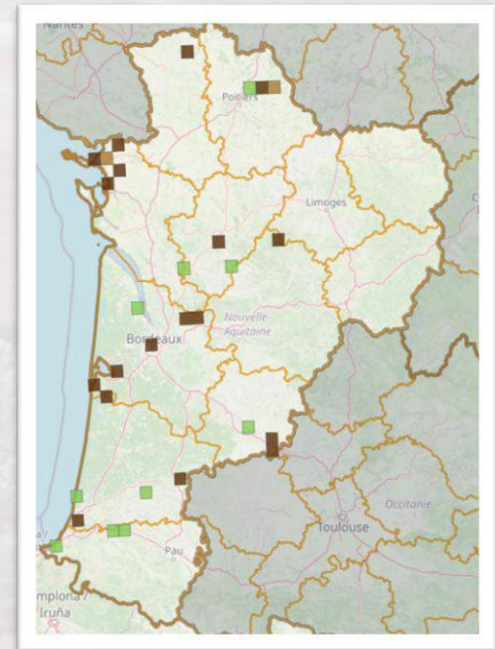 Nantes
Poitiers
Limoges
Nouvelle
Aquitaine
Bordeaux
Occitanie
Toulouse
Pau
mplona /
Iruña